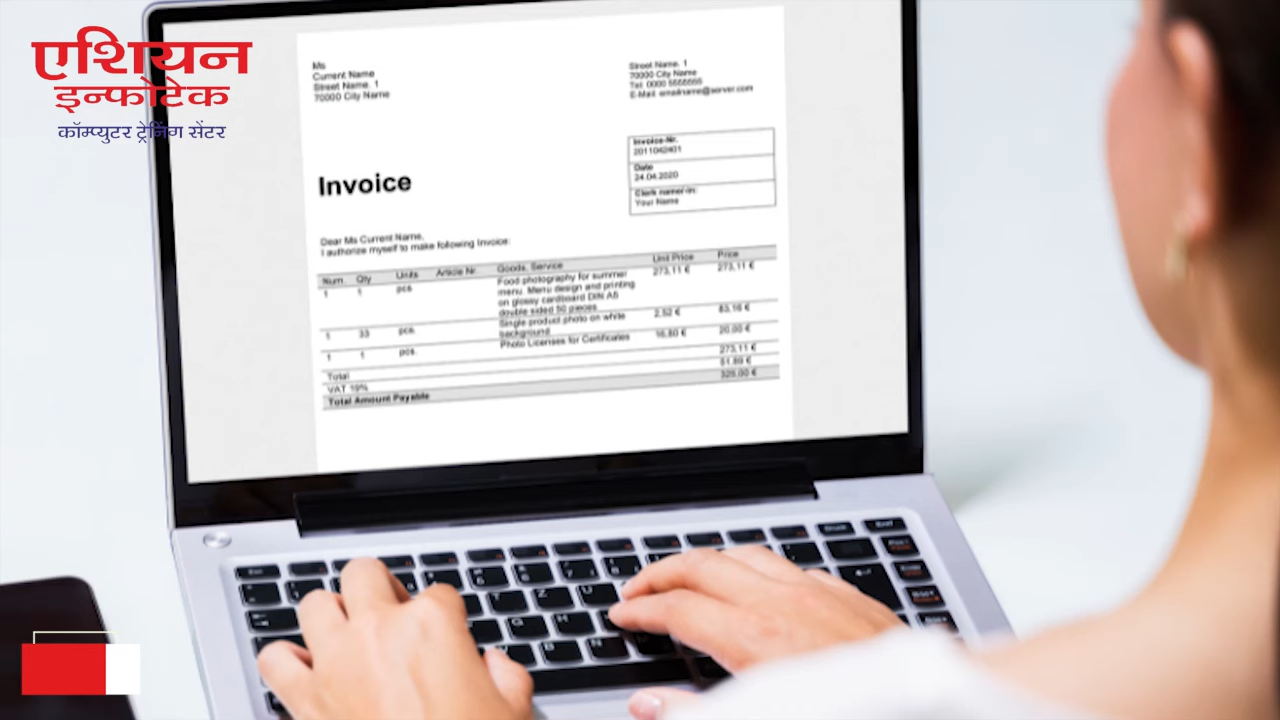 एशियन
इन्फोटेक
कॉम्प्युटर ट्रेनिंग सेंटर
Ms
Current Name
Street Name. 1
70000 City Name
Street Name. 1
70000 City Name
Tel: 0000 5555555
E-Mail: emailname@server.com
Invoice-Nr.
2011042401
Date
24.04.2020
Clerk name/-in:
Your Name
Invoice
Dear Ms Current Name,
I authorize myself to make following Invoice:
Num. Qty Units Article Nr. Goods, Service Unit Price Price
1 1 pcs. Food photography for summer 273,11 € 273,11 €
menu. Menu design and printing
on glossy cardboard DIN A5
double sided 50 pieces
1 33 pcs. Single product photo on white 2,52 € 83,16 €
background
1 1 pcs. Photo Licenses for Certificates 16,80 € 20,00 €
Total 273,11 €
VAT 19% 51,89 €
Total Amount Payable 325,00 €